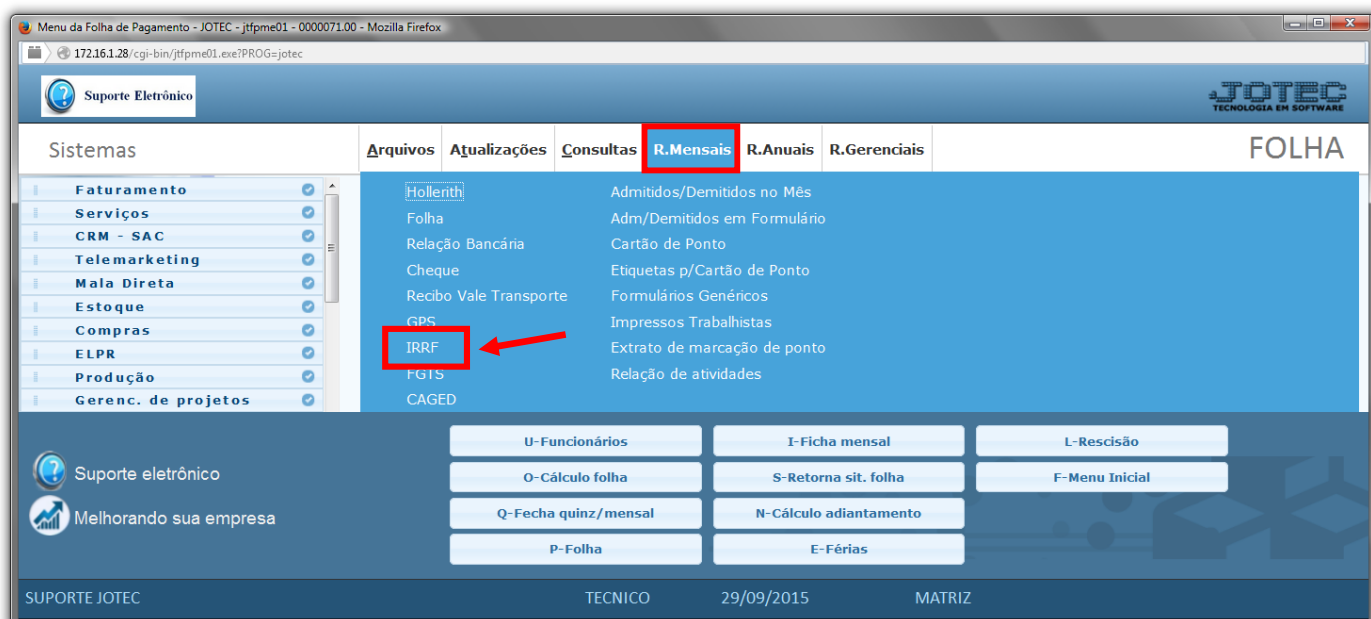 Menu da Folha de Pagamento - JOTEC - jtfpme01 - 0000071.00 - Mozilla Firefox
172.16.1.28/cgi-bin/jtfpme01.exe?PROG=jotec
Suporte Eletrônico
JOTEC
TECNOLOGIA EM SOFTWARE
Sistemas
Arquivos Atualizações Consultas R.Mensais R.Anuais R.Gerenciais
FOLHA
Faturamento
Serviços
CRM - SAC
Telemarketing
Mala Direta
Estoque
Compras
ELPR
Produção
Gerenc. de projetos
Hollerith
Folha
Relação Bancária
Cheque
Recibo Vale Transporte
GPS
IRRF
FGTS
CAGED
Admitidos/Demitidos no Mês
Adm/Demitidos em Formulário
Cartão de Ponto
Etiquetas p/Cartão de Ponto
Formulários Genéricos
Impressos Trabalhistas
Extrato de marcação de ponto
Relação de atividades
Suporte eletrônico
Melhorando sua empresa
U-Funcionários I-Ficha mensal L-Rescisão
O-Cálculo folha S-Retorna sit. folha F-Menu Inicial
Q-Fecha quinz/mensal N-Cálculo adiantamento
P-Folha E-Férias
SUPORTE JOTEC TECNICO 29/09/2015 MATRIZ